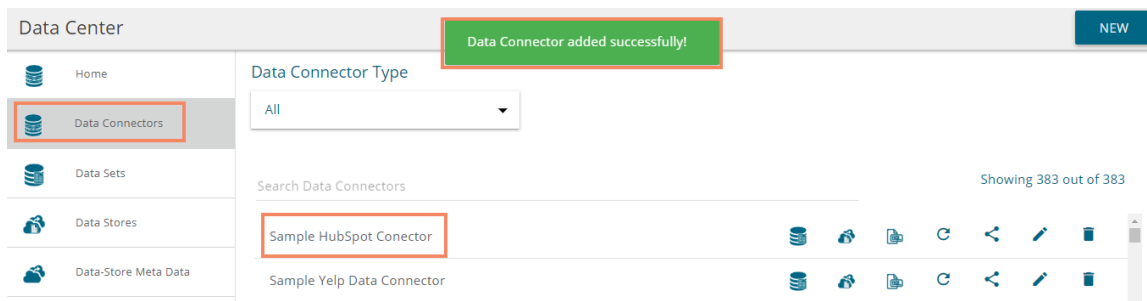 Data Center
Data Connector added successfully!
NEW
Home
Data Connectors
Data Sets
Data Stores
Data-Store Meta Data
Data Connector Type
All
Search Data Connectors
Showing 383 out of 383
Sample HubSpot Conector
Sample Yelp Data Connector